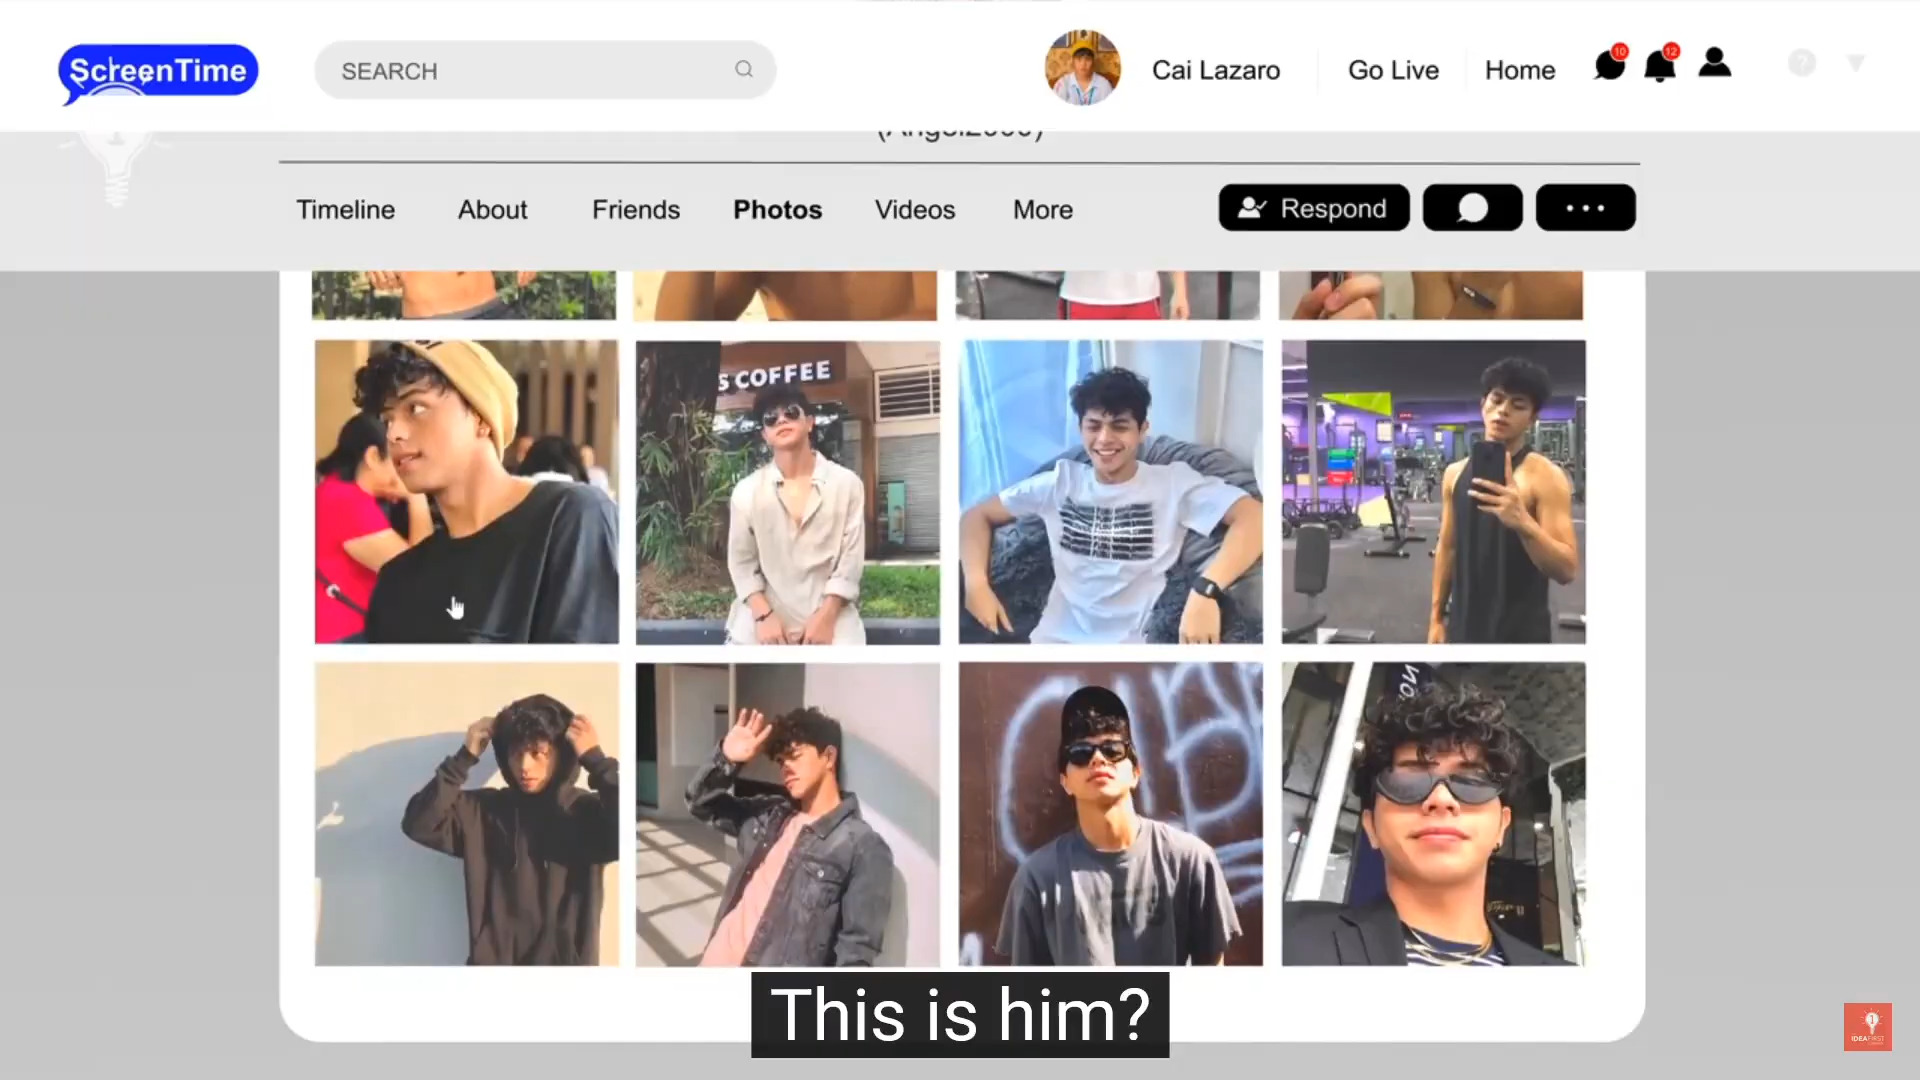 ScreenTime
SEARCH
Cai Lazaro
Go Live
Home
10
12
?
Timeline
About
Friends
Photos
Videos
More
Respond
S COFFEE
This is him?
IDEAFIRST